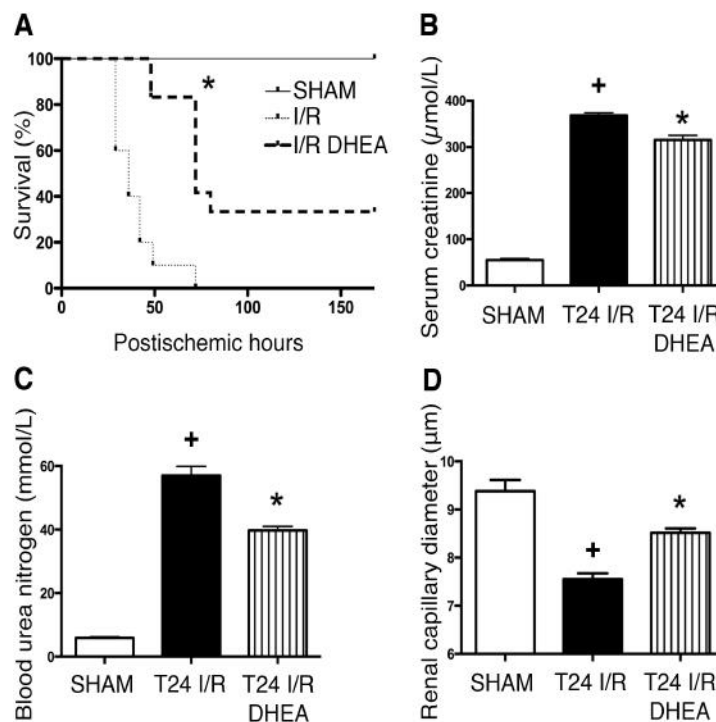 A
100
80
60
40
20
0
0
50
100
150
Survival (%)
Postischemic hours
*
SHAM
I/R
I/R DHEA
B
400
300
200
100
0
Serum creatinine (µmol/L)
+
*
SHAM
T24 I/R
T24 I/R
DHEA
C
60
40
20
0
Blood urea nitrogen (mmol/L)
+
*
SHAM
T24 I/R
T24 I/R
DHEA
D
10
9
8
7
6
Renal capillary diameter (µm)
+
*
SHAM
T24 I/R
T24 I/R
DHEA